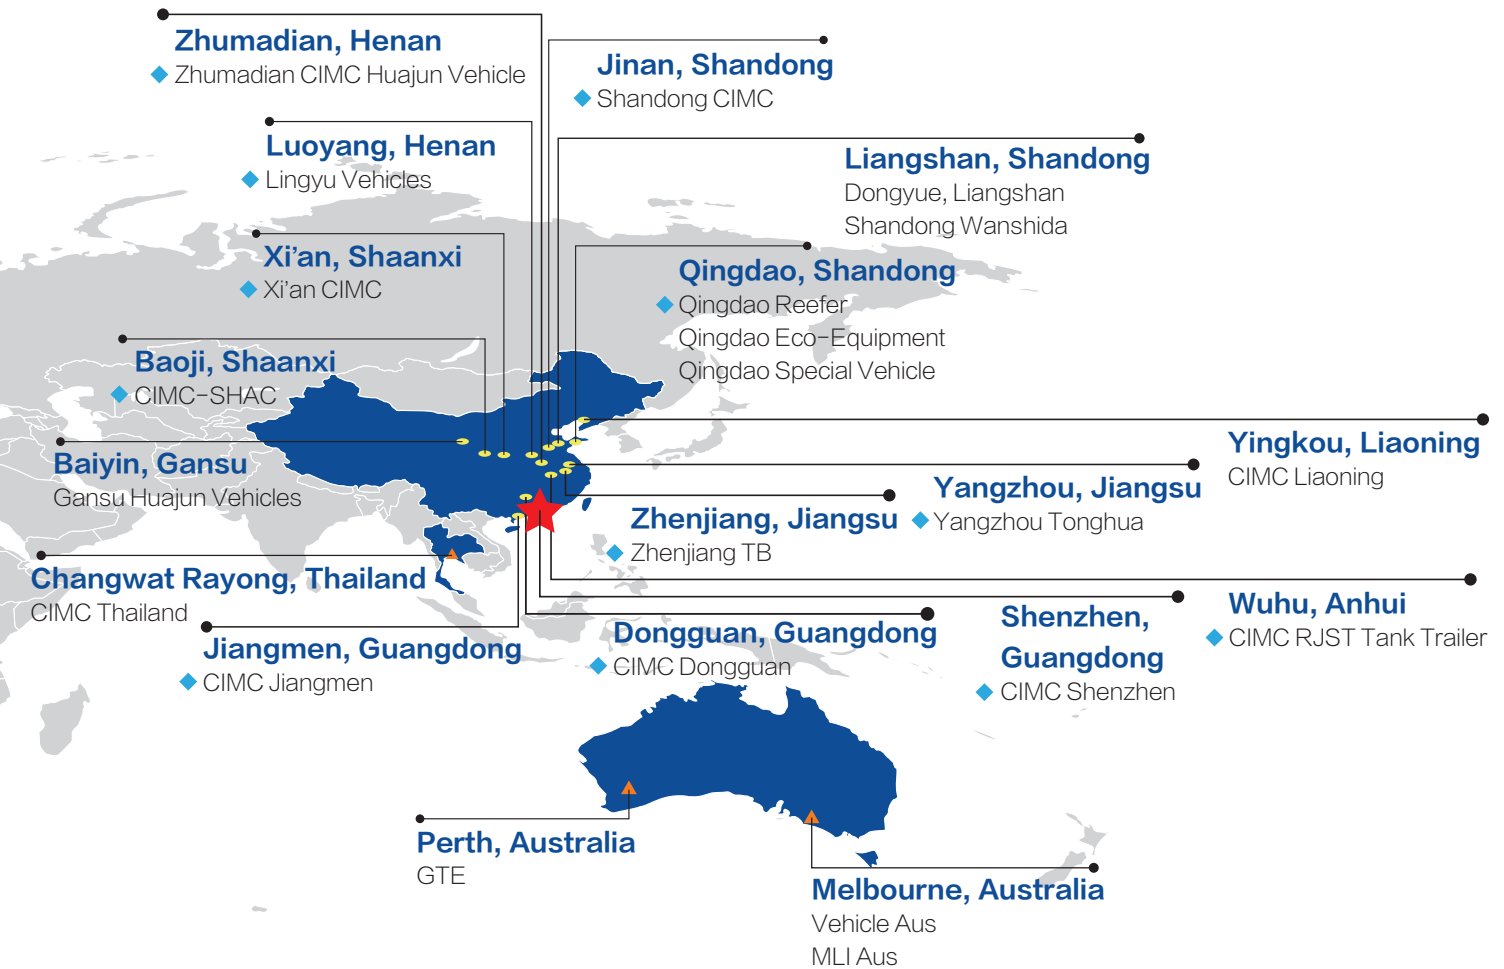 Zhumadian, Henan
Zhumadian CIMC Huajun Vehicle
Jinan, Shandong
Shandong CIMC
Luoyang, Henan
Lingyu Vehicles
Liangshan, Shandong
Dongyue, Liangshan
Shandong Wanshida
Xi'an, Shaanxi
Xi'an CIMC
Qingdao, Shandong
Qingdao Reefer
Qingdao Eco-Equipment
Qingdao Special Vehicle
Baoji, Shaanxi
CIMC-SHAC
Baiyin, Gansu
Gansu Huajun Vehicles
Yingkou, Liaoning
CIMC Liaoning
Yangzhou, Jiangsu
Yangzhou Tonghua
Zhenjiang, Jiangsu
Zhenjiang TB
Changwat Rayong, Thailand
CIMC Thailand
Jiangmen, Guangdong
CIMC Jiangmen
Dongguan, Guangdong
CIMC Dongguan
Shenzhen,
Guangdong
CIMC Shenzhen
Wuhu, Anhui
CIMC RJST Tank Trailer
Perth, Australia
GTE
Melbourne, Australia
Vehicle Aus
MLI Aus